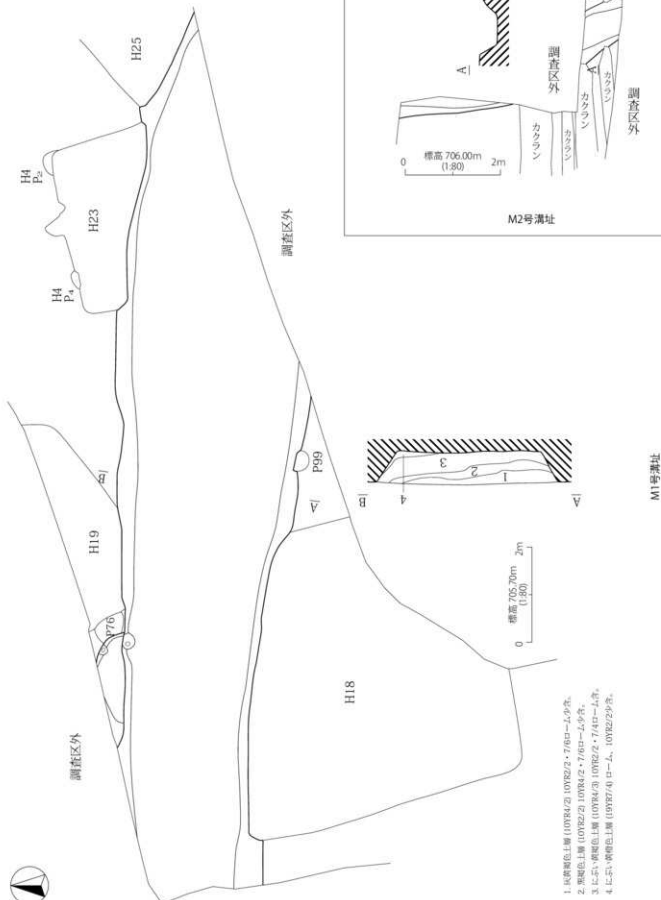 H25
H4
P2
H23
H4
P4
調査区外
B
H19
P76
A
P99
調査区外
H18
B
4
3
2
1
A
標高 705.70m
(1:80)
0
2m
M1号溝址
1. 灰黄褐色土層 (10YR4/2) 10YR2/2・7/6ローム少含。
2. 黒褐色土層 (10YR2/2) 10YR4/2・7/6ローム少含。
3. にぶい黄褐色土層 (10YR4/3) 10YR2/2・7/4ローム含。
4. にぶい黄橙色土層 (19YR7/4) ローム、10YR2/2少含。
A
調査区外
カクラン
カクラン
カクラン
カクラン
A
調査区外
標高 706.00m
(1:80)
0
2m
M2号溝址